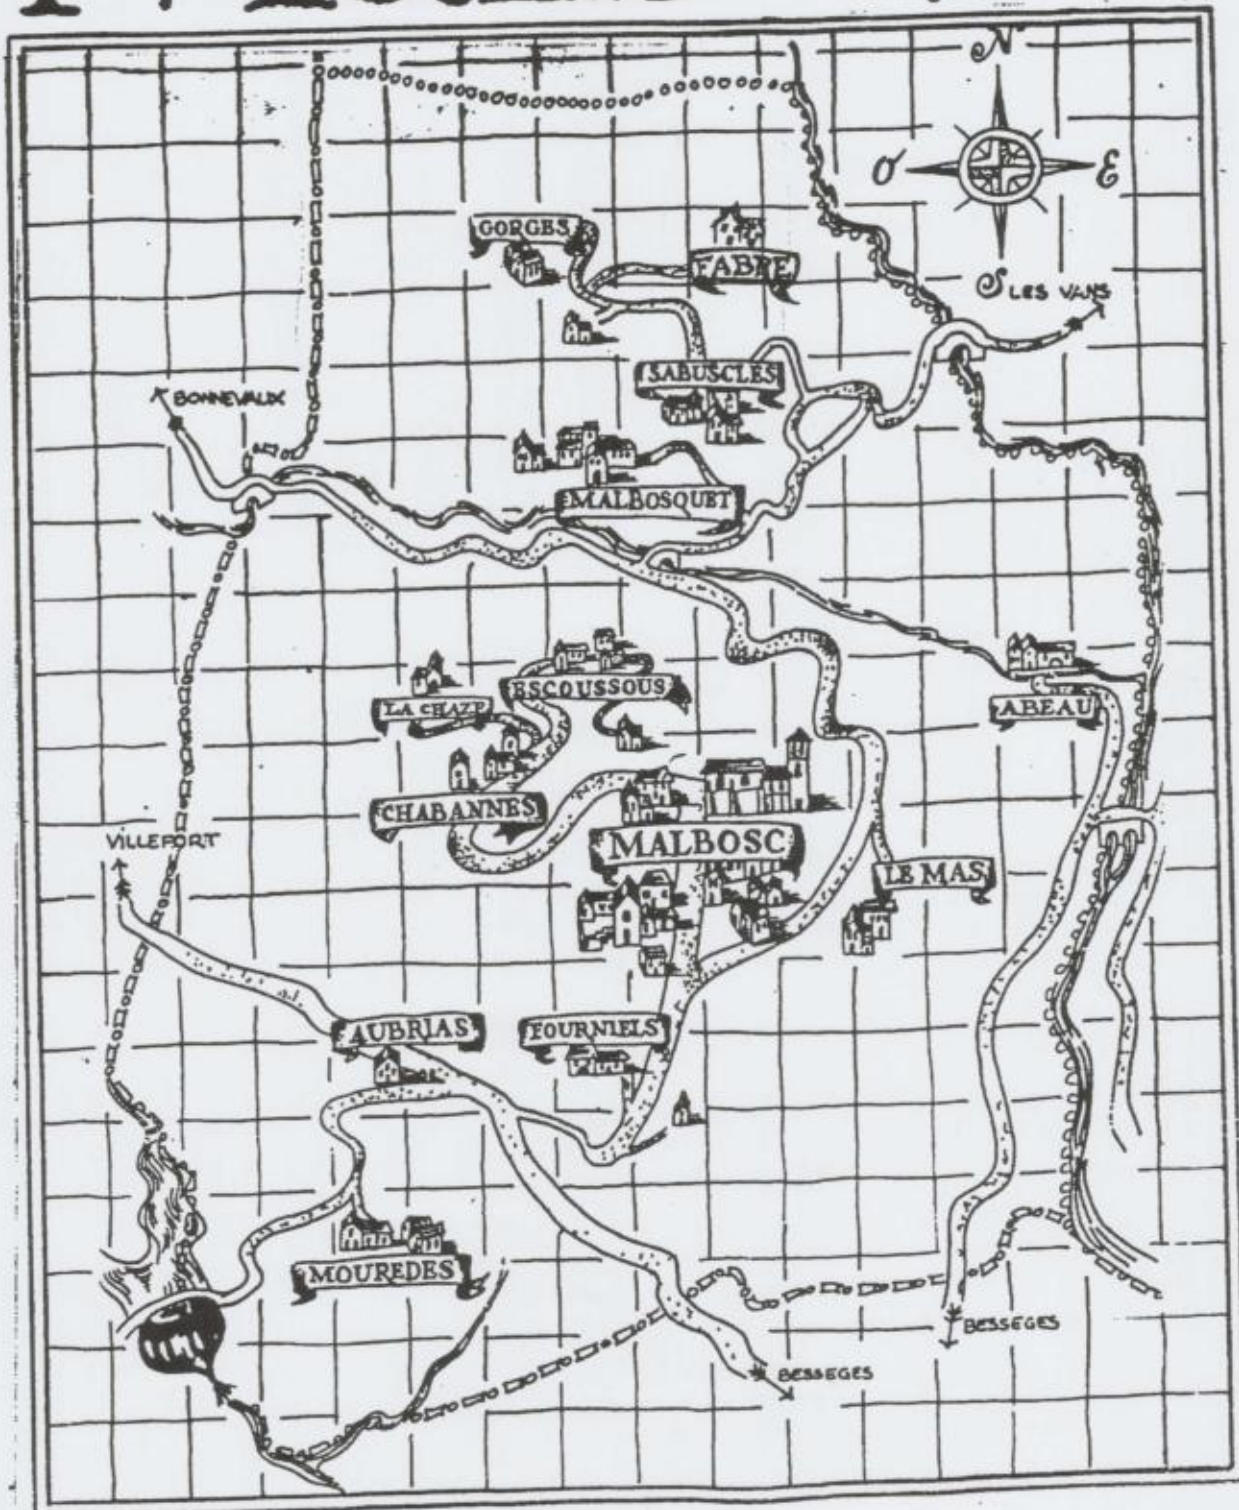 N
O
E
S
GORGES
FABRE
LES VANS
SABUSCLES
BONNEVAUX
MALBOSQUET
ESCOUSSOUS
LA CHAZE
ABEAU
CHABANNES
VILLEFORT
MALBOSC
LE MAS
AUBRIAS
FOURNIELS
MOUREDES
BESSEGES
BESSEGES